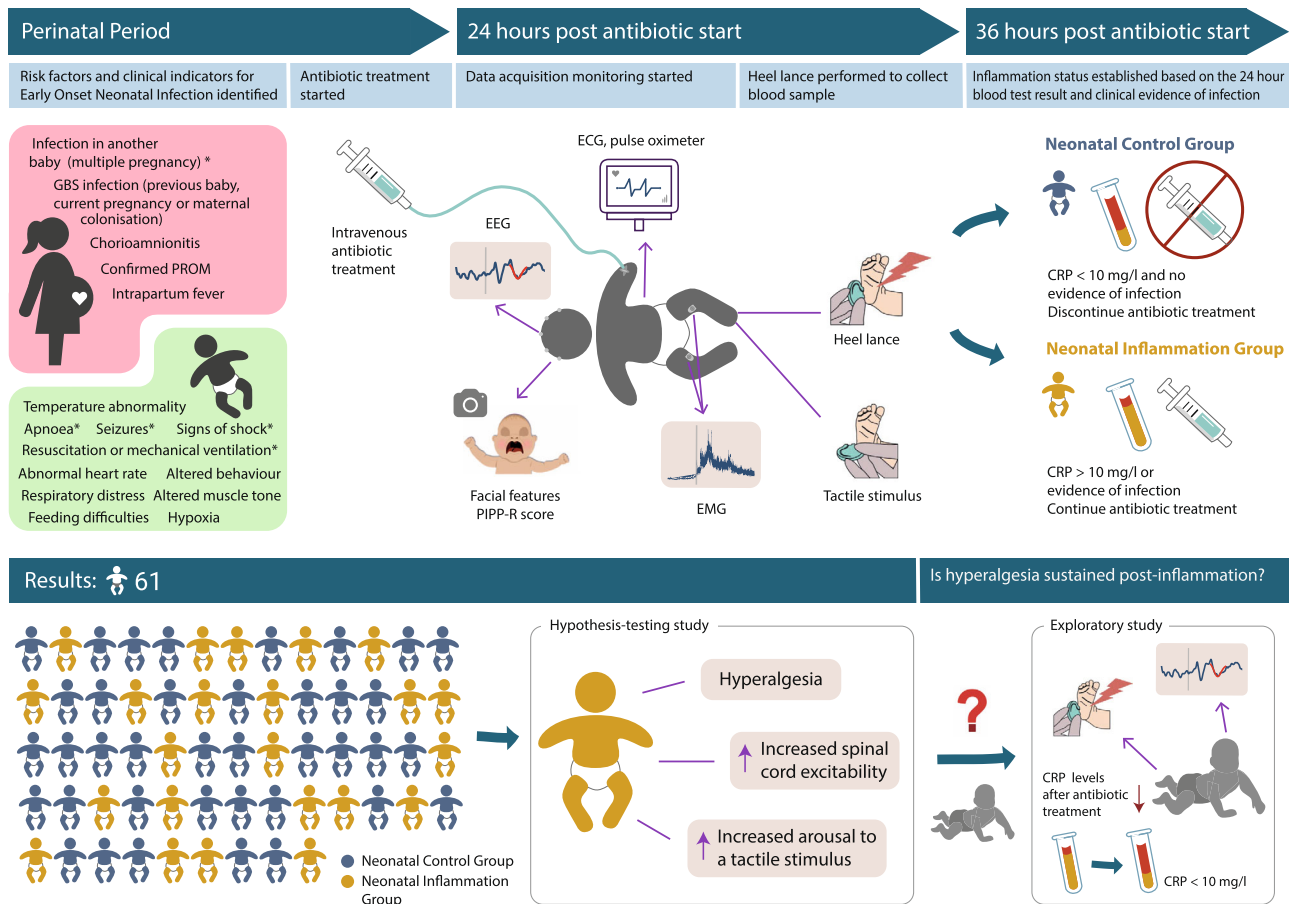 Perinatal Period
24 hours post antibiotic start
36 hours post antibiotic start
Risk factors and clinical indicators for
Early Onset Neonatal Infection identified
Antibiotic treatment
started
Data acquisition monitoring started
Heel lance performed to collect
blood sample
Inflammation status established based on the 24 hour
blood test result and clinical evidence of infection
Infection in another
baby (multiple pregnancy) *
GBS infection (previous baby,
current pregnancy or maternal
colonisation)
Chorioamnionitis
Confirmed PROM
Intrapartum fever
Temperature abnormality
Apnoea* Seizures* Signs of shock*
Resuscitation or mechanical ventilation*
Abnormal heart rate Altered behaviour
Respiratory distress Altered muscle tone
Feeding difficulties Hypoxia
Intravenous
antibiotic
treatment
EEG
ECG, pulse oximeter
Facial features
PIPP-R score
EMG
Heel lance
Tactile stimulus
Neonatal Control Group
CRP < 10 mg/l and no
evidence of infection
Discontinue antibiotic treatment
Neonatal Inflammation Group
CRP > 10 mg/l or
evidence of infection
Continue antibiotic treatment
Results: 61
Is hyperalgesia sustained post-inflammation?
Neonatal Control Group
Neonatal Inflammation
Group
Hypothesis-testing study
Hyperalgesia
Increased spinal
cord excitability
Increased arousal to
a tactile stimulus
?
Exploratory study
CRP levels
after antibiotic
treatment
CRP < 10 mg/l